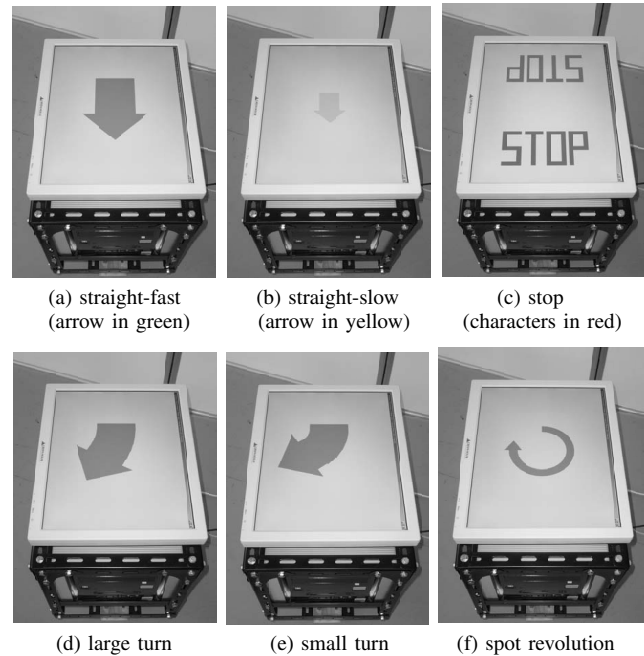 STOP
STOP
(a) straight-fast
(arrow in green)
(b) straight-slow
(arrow in yellow)
(c) stop
(characters in red)
(d) large turn
(e) small turn
(f) spot revolution